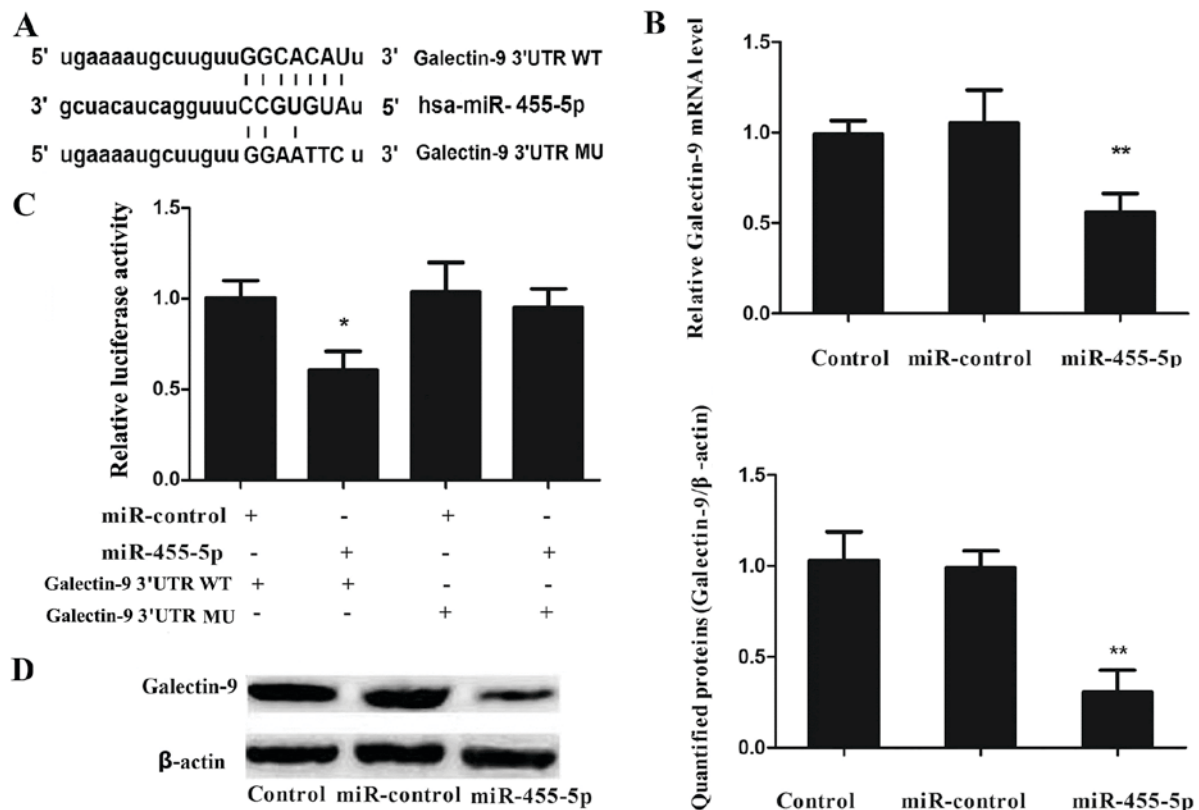 A
5' ugaaaaugcuuguuGGCACAUu 3' Galectin-9 3'UTR WT
3' gcuacaucagguuuCCGUGUAu 5' hsa-miR- 455-5p
5' ugaaaaugcuuguu GGAATTC u 3' Galectin-9 3'UTR MU
B
Relative Galectin-9 mRNA level
1.5
1.0
0.5
0.0
**
Control miR-control miR-455-5p
C
Relative luciferase activity
1.5
1.0
0.5
0.0
*
miR-control + - + -
miR-455-5p - + - +
Galectin-9 3'UTR WT + + - -
Galectin-9 3'UTR MU - - + +
D
Galectin-9
β-actin
Control miR-control miR-455-5p
Quantified proteins (Galectin-9/β -actin)
1.5
1.0
0.5
0.0
**
Control miR-control miR-455-5p